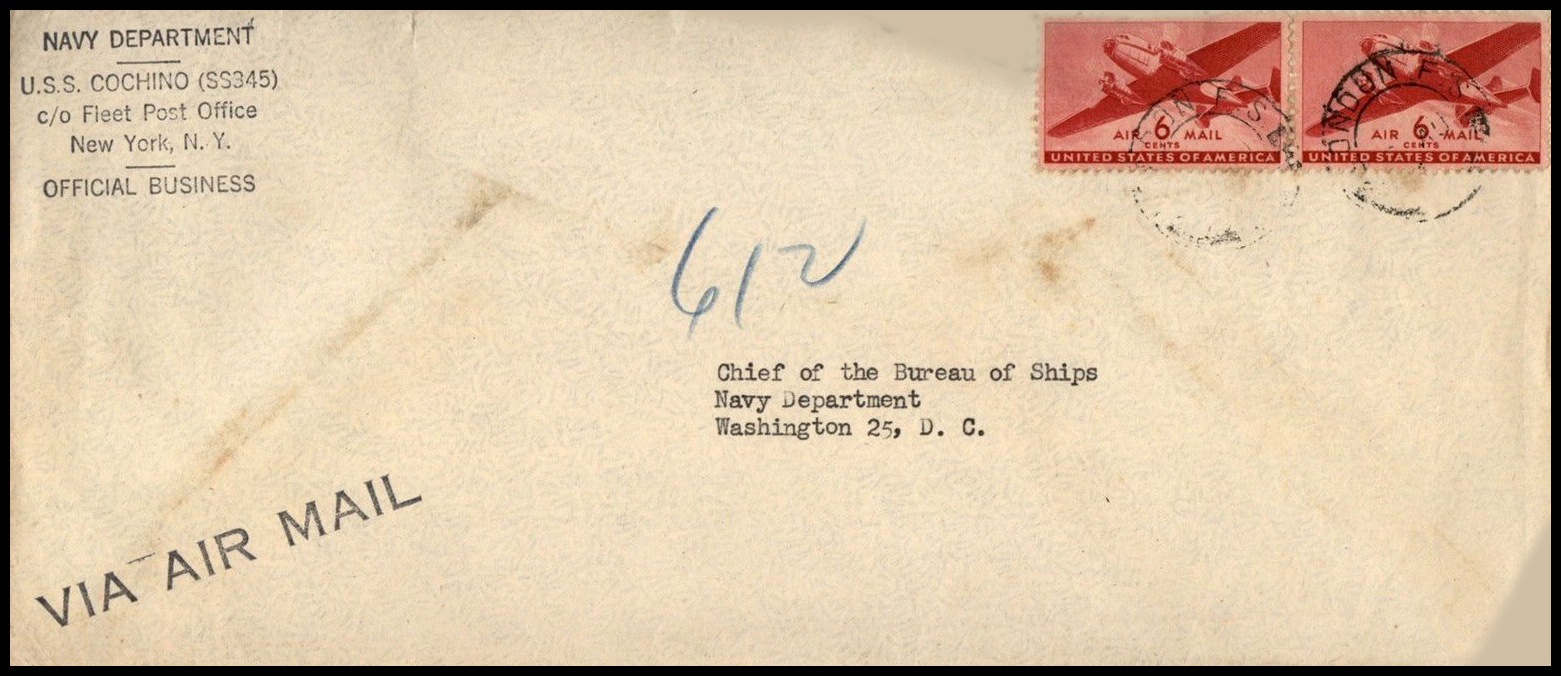 NAVY DEPARTMENT
U.S.S. COCHINO (SS345)
c/o Fleet Post Office
New York, N. Y.
OFFICIAL BUSINESS
AIR 6 MAIL
CENTS
UNITED STATES OF AMERICA
AIR 6 MAIL
CENTS
UNITED STATES OF AMERICA
612
Chief of the Bureau of Ships
Navy Department
Washington 25, D. C.
VIA AIR MAIL